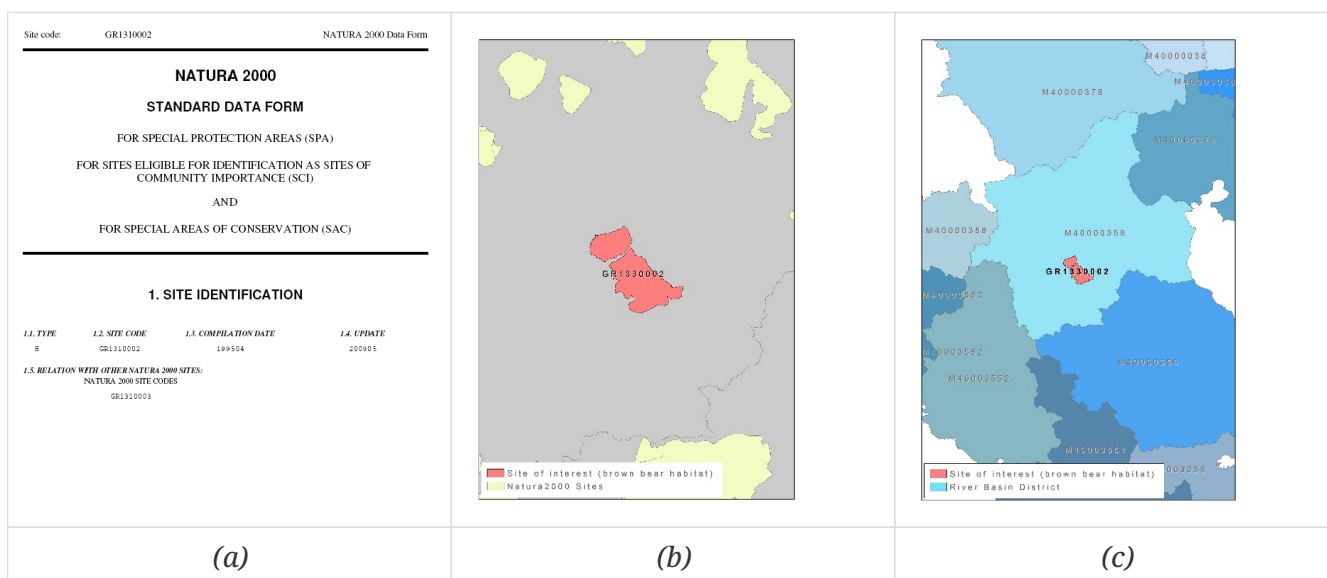 Site code: GR1310002 NATURA 2000 Data Form
NATURA 2000
STANDARD DATA FORM
FOR SPECIAL PROTECTION AREAS (SPA)
FOR SITES ELIGIBLE FOR IDENTIFICATION AS SITES OF
COMMUNITY IMPORTANCE (SCI)
AND
FOR SPECIAL AREAS OF CONSERVATION (SAC)
1. SITE IDENTIFICATION
1.1. TYPE 1.2. SITE CODE 1.3. COMPILATION DATE 1.4. UPDATE
H GR1310002 199504 200905
1.5. RELATION WITH OTHER NATURA 2000 SITES:
NATURA 2000 SITE CODES
GR1310003
GR1330002
Site of interest (brown bear habitat)
Natura2000 Sites
M40000038
M40000378
M40000358
M40000358
GR1330002
M40003552
M40003552
M40003552
Site of interest (brown bear habitat)
River Basin District
(a) (b) (c)